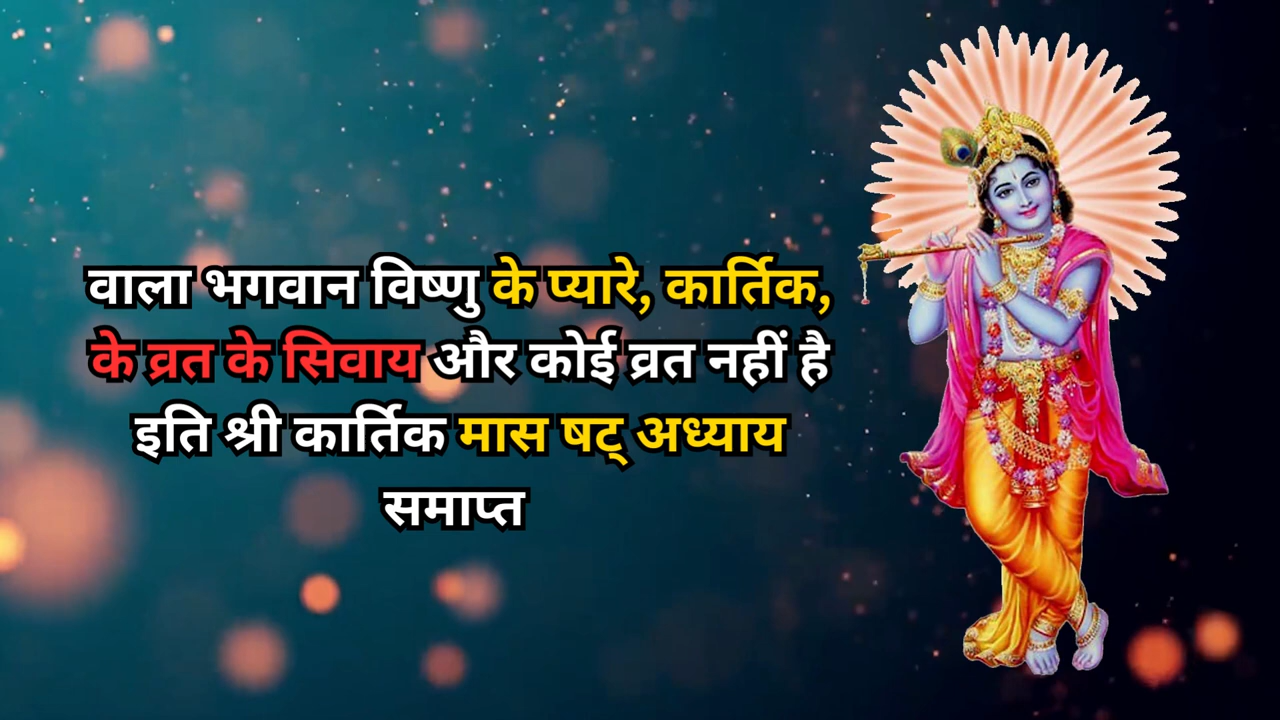 वाला भगवान विष्णु के प्यारे, कार्तिक,
के व्रत के सिवाय और कोई व्रत नहीं है
इति श्री कार्तिक मास षट् अध्याय
समाप्त